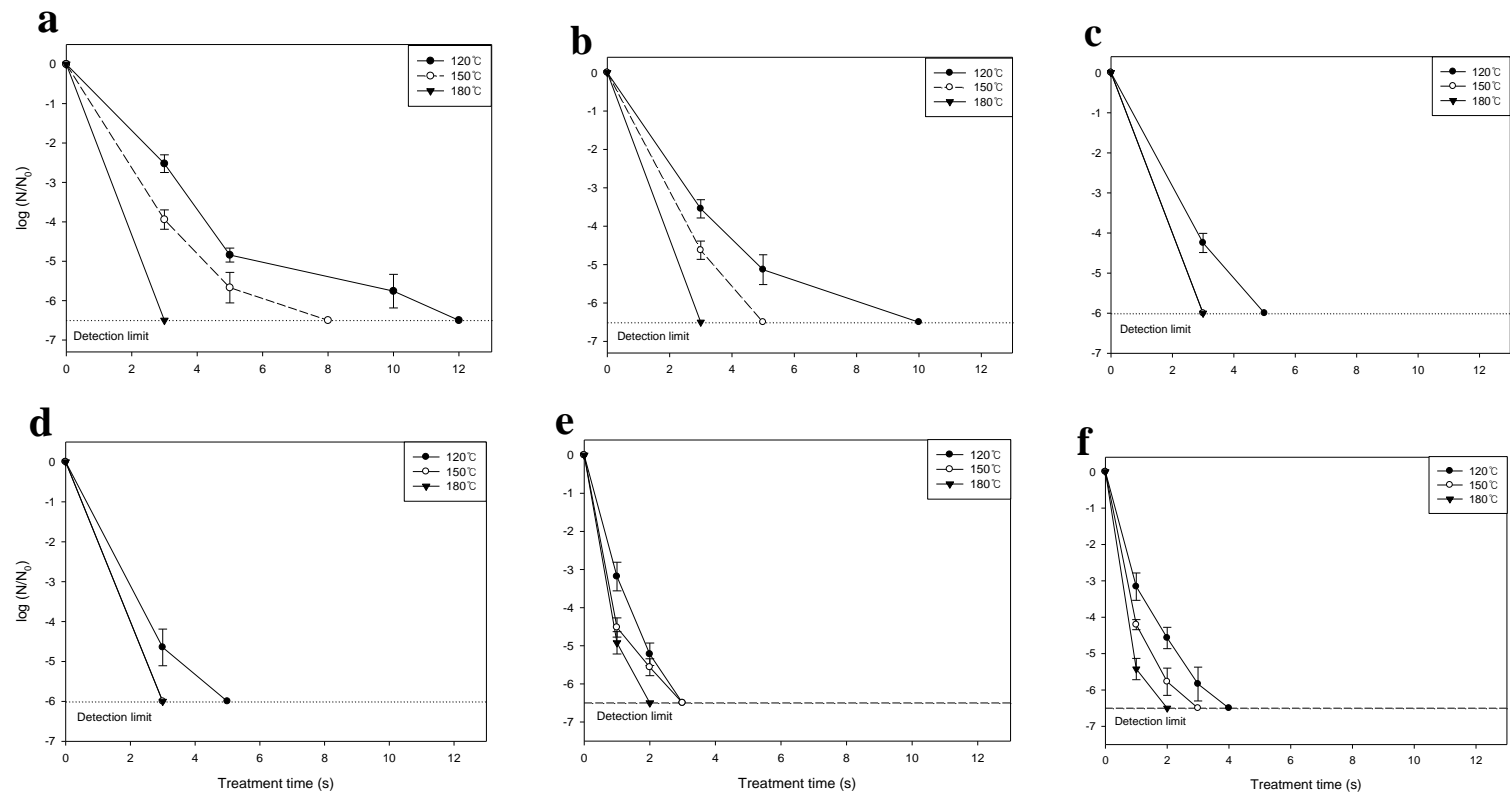 a
120℃
150℃
180℃
log (N/N0)
0
-1
-2
-3
-4
-5
-6
-7
Detection limit
0 2 4 6 8 10 12
b
120℃
150℃
180℃
0
-1
-2
-3
-4
-5
-6
-7
Detection limit
0 2 4 6 8 10 12
c
120℃
150℃
180℃
0
-1
-2
-3
-4
-5
-6
-7
Detection limit
0 2 4 6 8 10 12
d
120℃
150℃
180℃
log (N/N0)
0
-1
-2
-3
-4
-5
-6
-7
Detection limit
0 2 4 6 8 10 12
Treatment time (s)
e
120℃
150℃
180℃
0
-1
-2
-3
-4
-5
-6
-7
Detection limit
0 2 4 6 8 10 12
Treatment time (s)
f
120℃
150℃
180℃
0
-1
-2
-3
-4
-5
-6
-7
Detection limit
0 2 4 6 8 10 12
Treatment time (s)